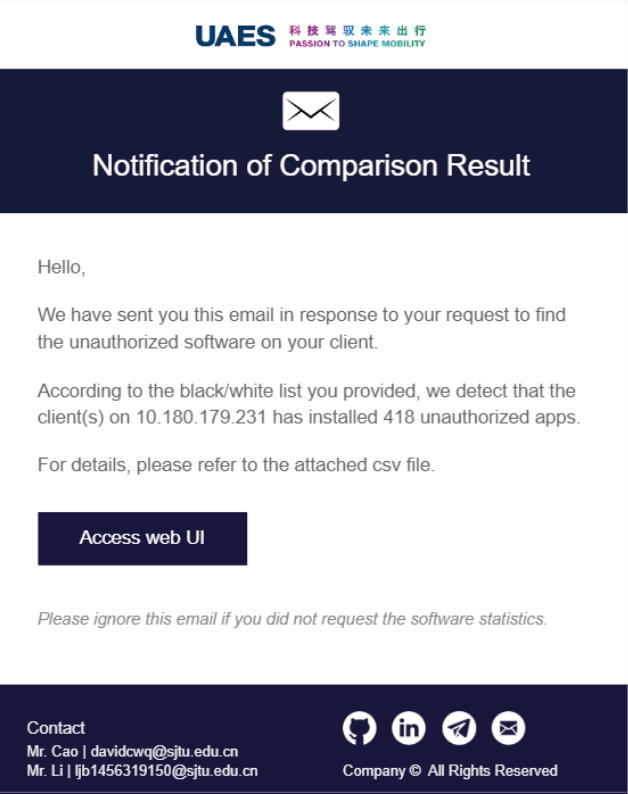 UAES 科技驾驭未来出行
PASSION TO SHAPE MOBILITY
Notification of Comparison Result
Hello,
We have sent you this email in response to your request to find
the unauthorized software on your client.
According to the black/white list you provided, we detect that the
client(s) on 10.180.179.231 has installed 418 unauthorized apps.
For details, please refer to the attached csv file.
Access web UI
Please ignore this email if you did not request the software statistics.
Contact
Mr. Cao | davidcwq@sjtu.edu.cn
Mr. Li | ljb1456319150@sjtu.edu.cn
in
Company © All Rights Reserved